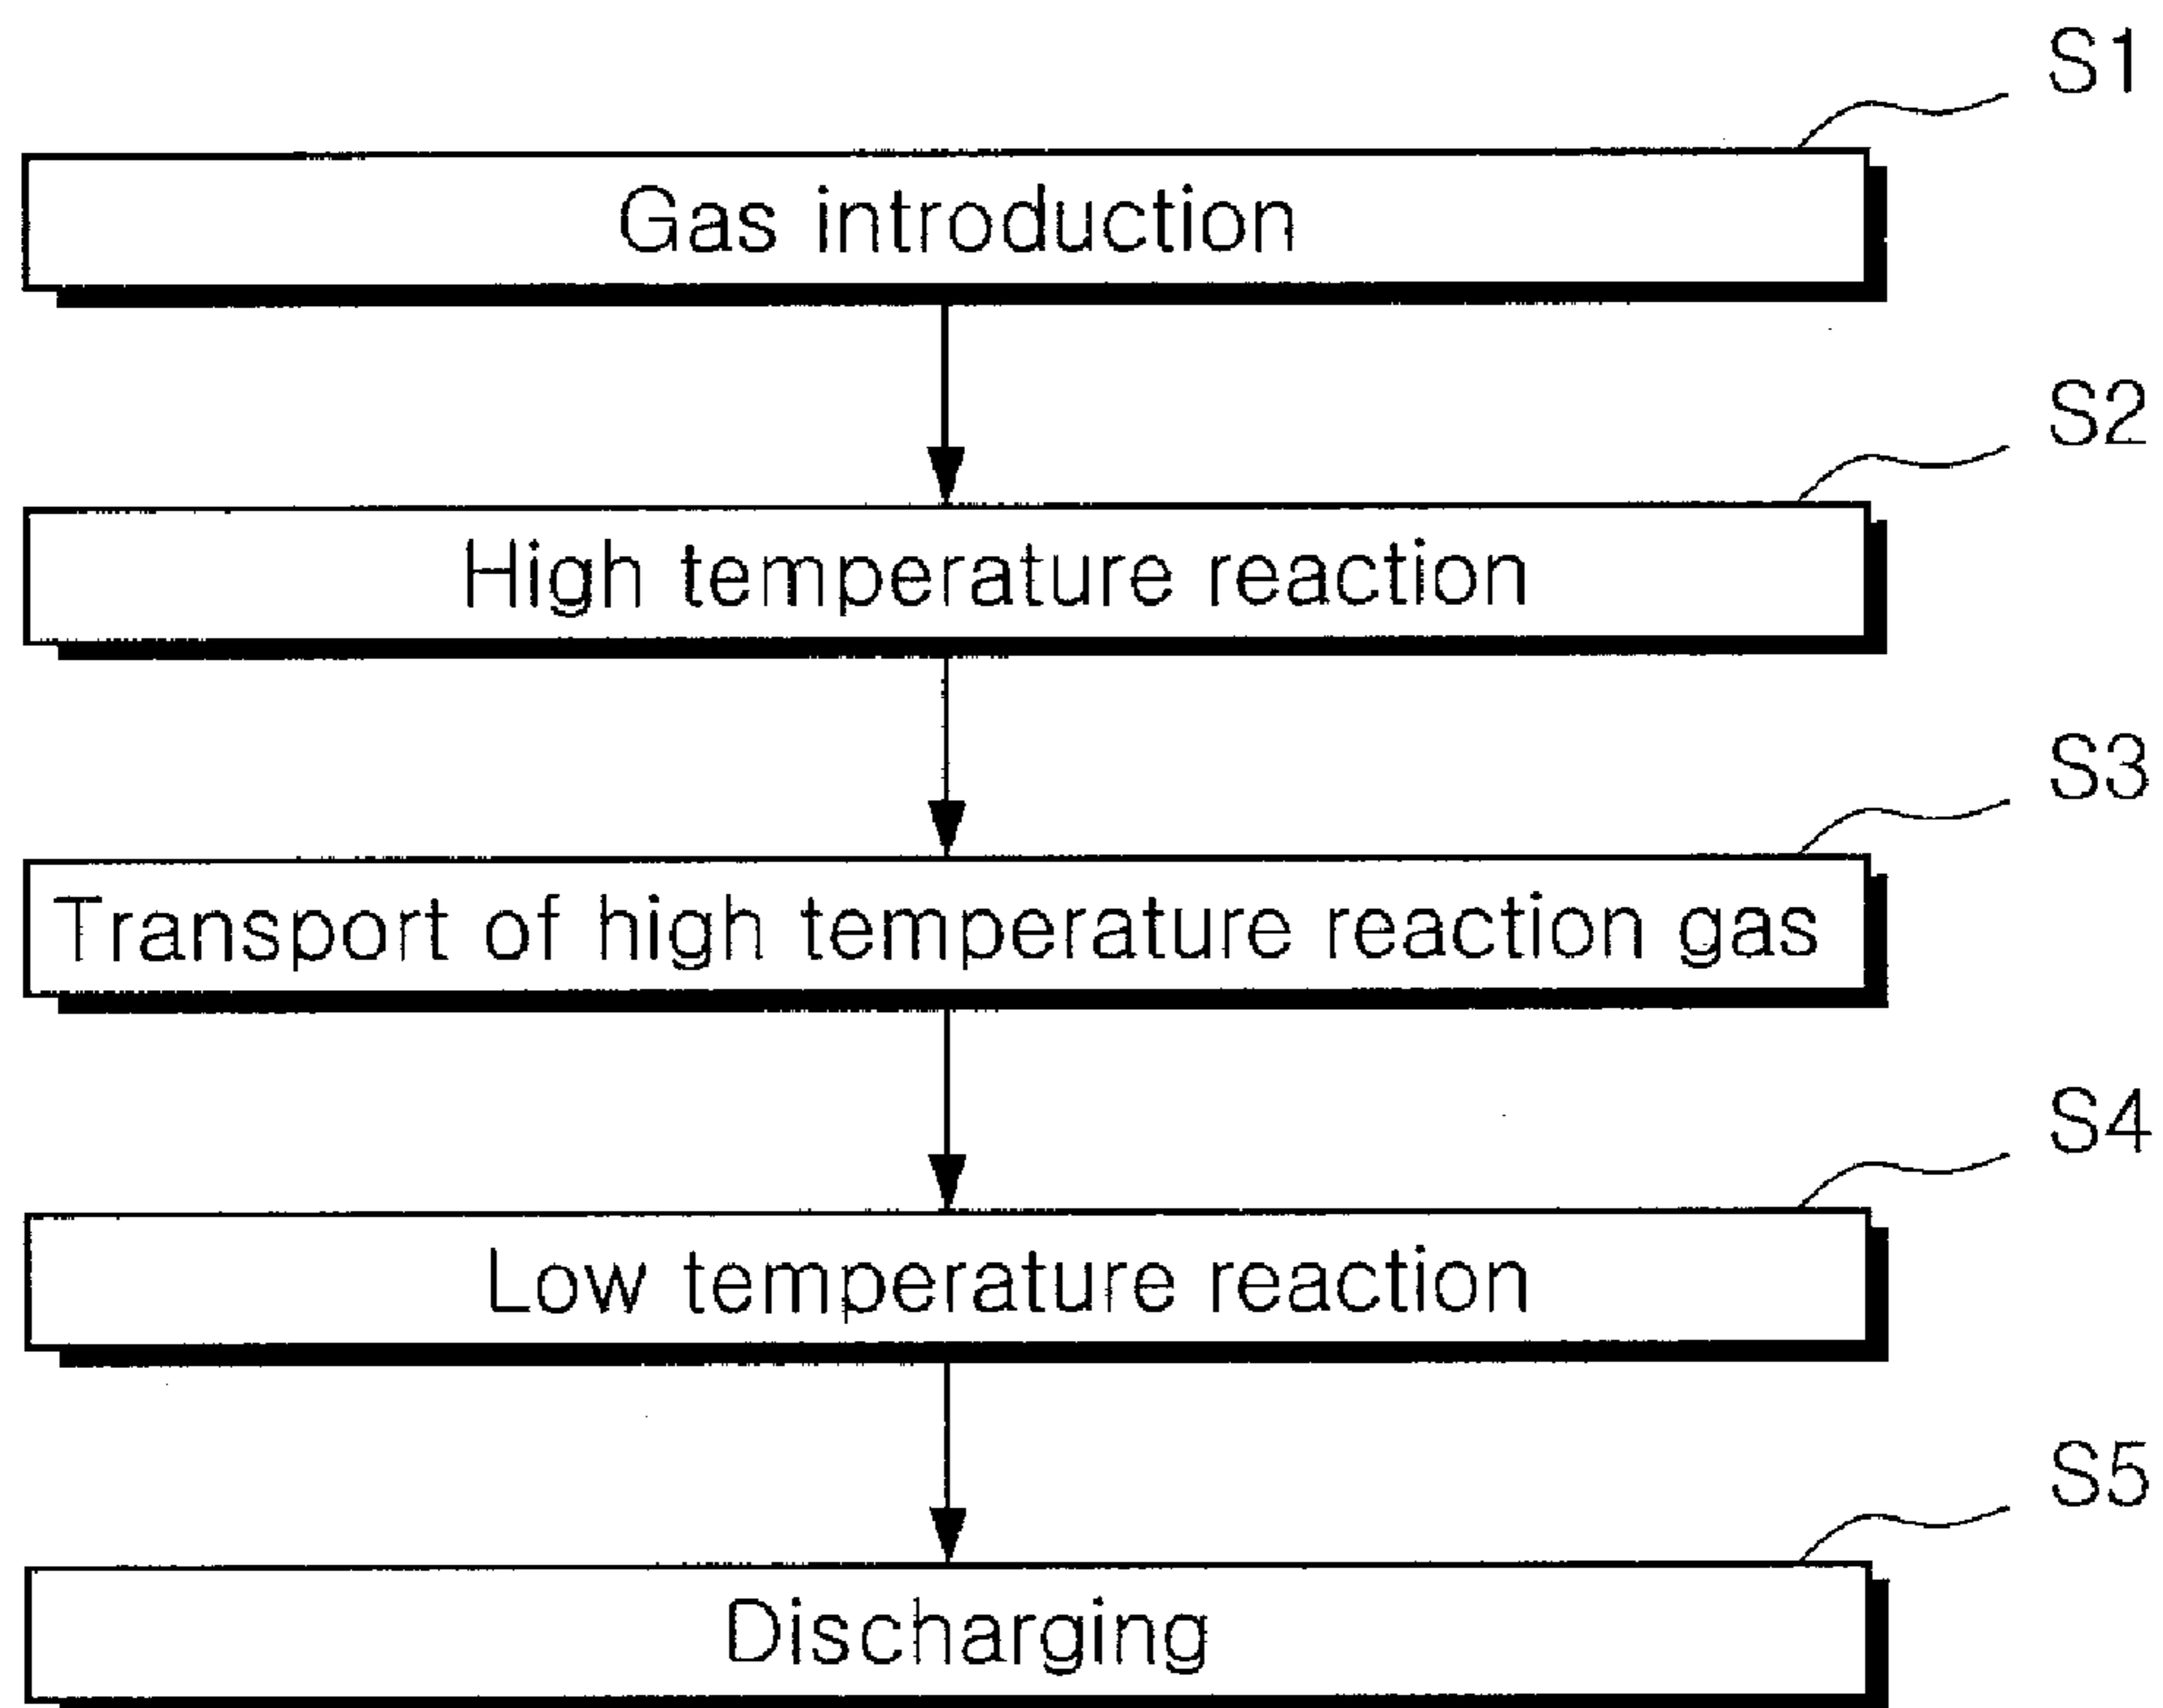 S1
Gas introduction
S2
High temperature reaction
S3
Transport of high temperature reaction gas
S4
Low temperature reaction
S5
Discharging